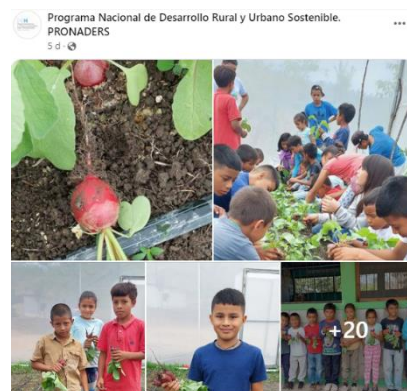 Programa Nacional de Desarrollo Rural y Urbano Sostenible.
PRONADERS
5 d ·
+20